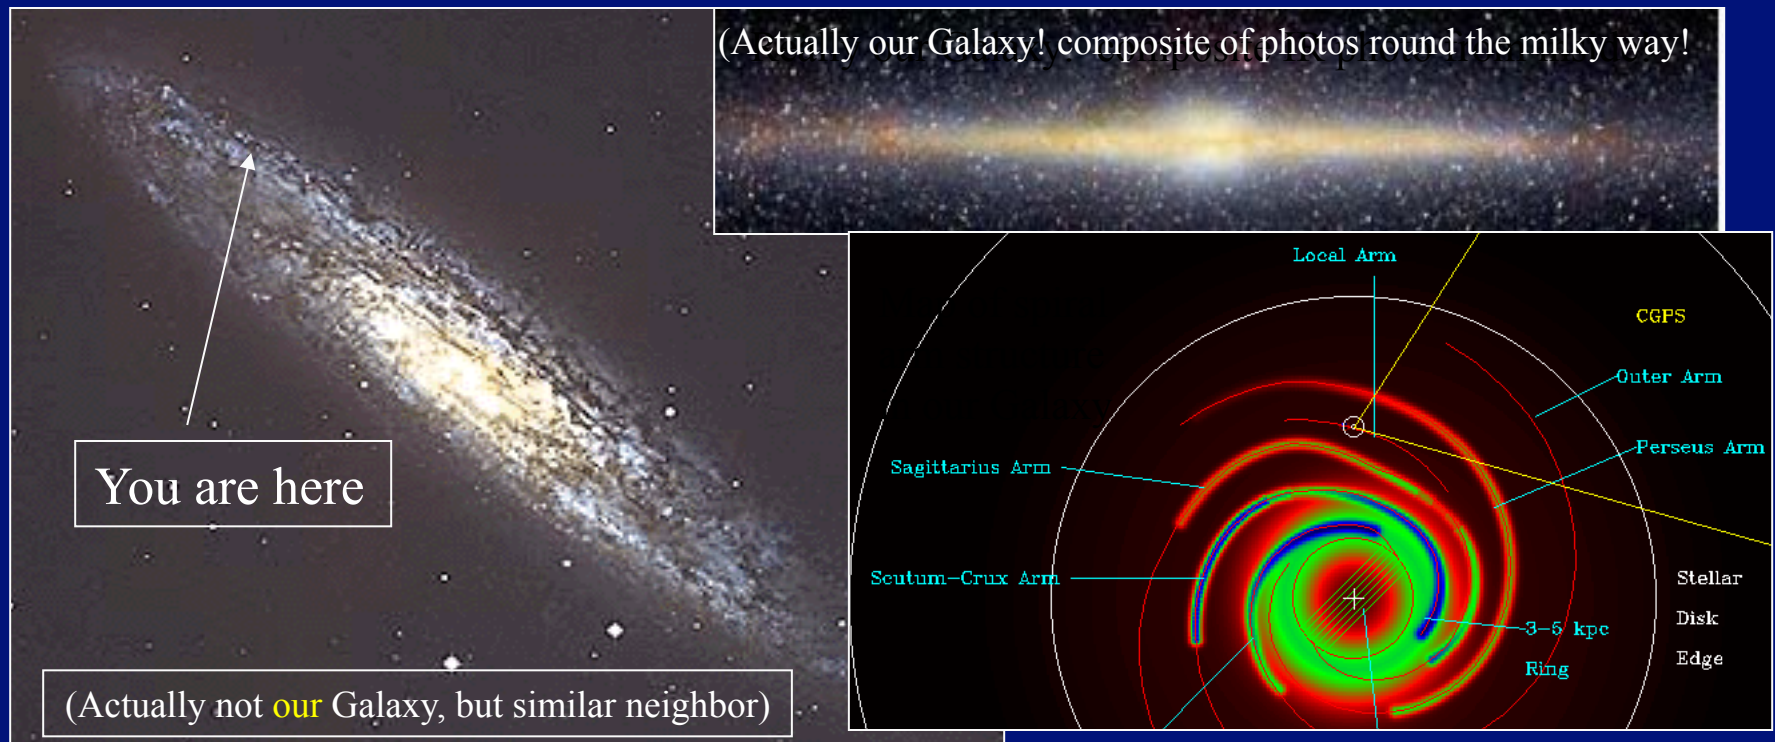 (Actually our Galaxy! composite of photos round the milky way!
You are here
(Actually not our Galaxy, but similar neighbor)
Local Arm
CGPS
Outer Arm
Perseus Arm
Sagittarius Arm
Scutum-Crux Arm
3-5 kpc
Ring
Stellar
Disk
Edge